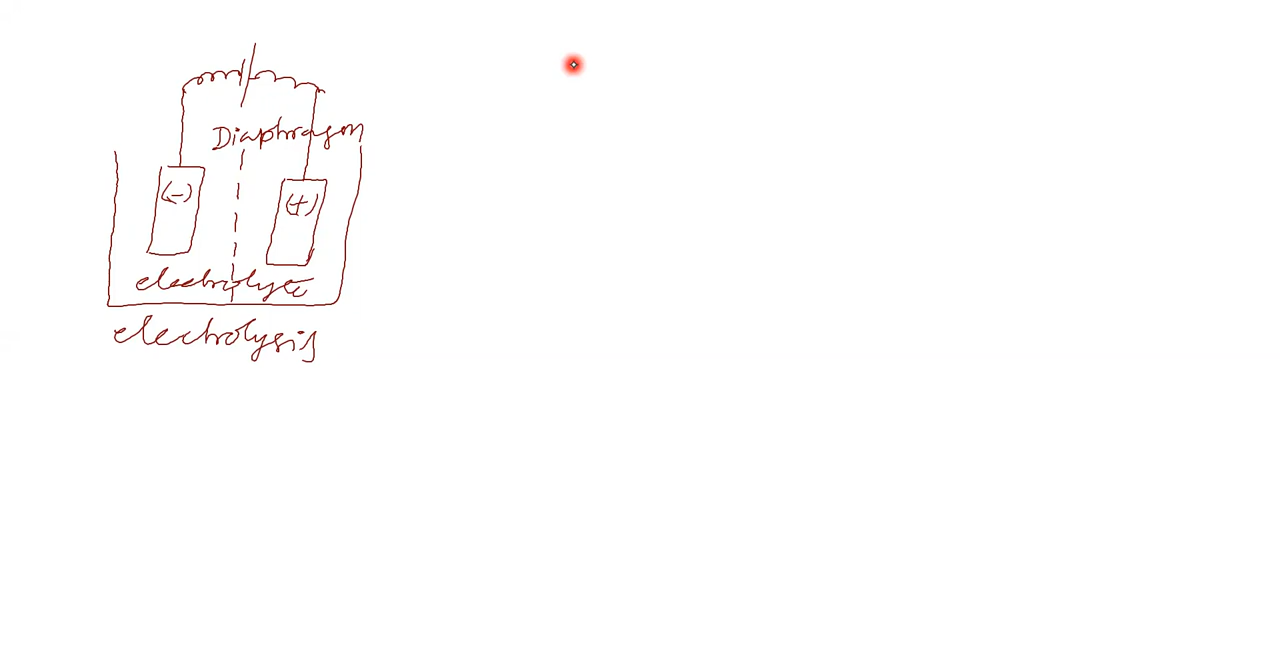 Diaphragm
(-)
(+)
electrolyte
electrolysis